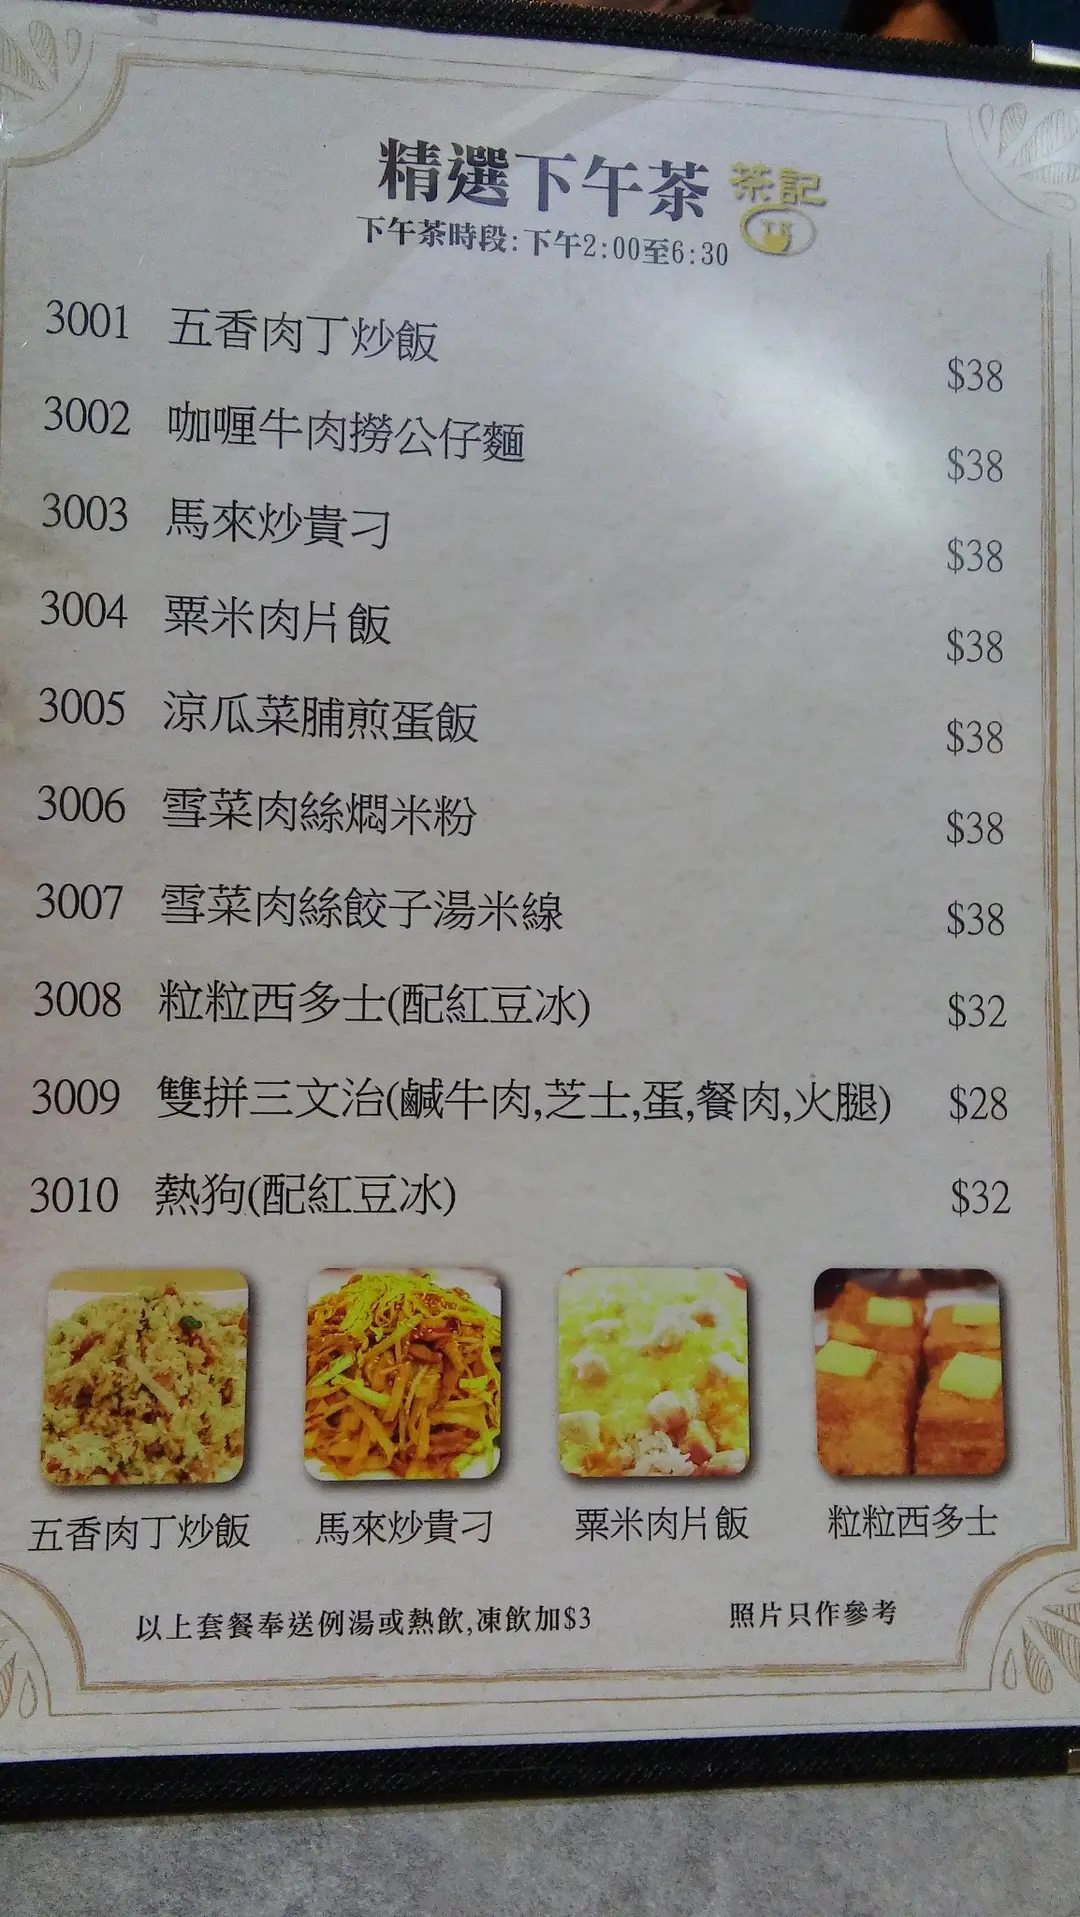 精選下午茶 茶記
下午茶時段:下午2:00至6:30
3001 五香肉丁炒飯 $38
3002 咖喱牛肉撈公仔麵 $38
3003 馬來炒貴刁 $38
3004 粟米肉片飯 $38
3005 涼瓜菜脯煎蛋飯 $38
3006 雪菜肉絲燜米粉 $38
3007 雪菜肉絲餃子湯米線 $38
3008 粒粒西多士(配紅豆冰) $32
3009 雙拼三文治(鹹牛肉,芝士,蛋,餐肉,火腿) $28
3010 熱狗(配紅豆冰) $32
五香肉丁炒飯 馬來炒貴刁 粟米肉片飯 粒粒西多士
以上套餐奉送例湯或熱飲,凍飲加$3 照片只作參考